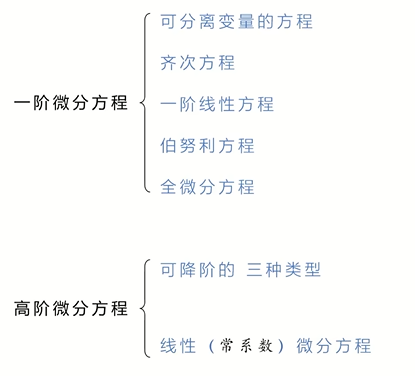 可分离变量的方程
齐次方程
一阶微分方程
一阶线性方程
伯努利方程
全微分方程
可降阶的 三种类型
高阶微分方程
线性（常系数）微分方程